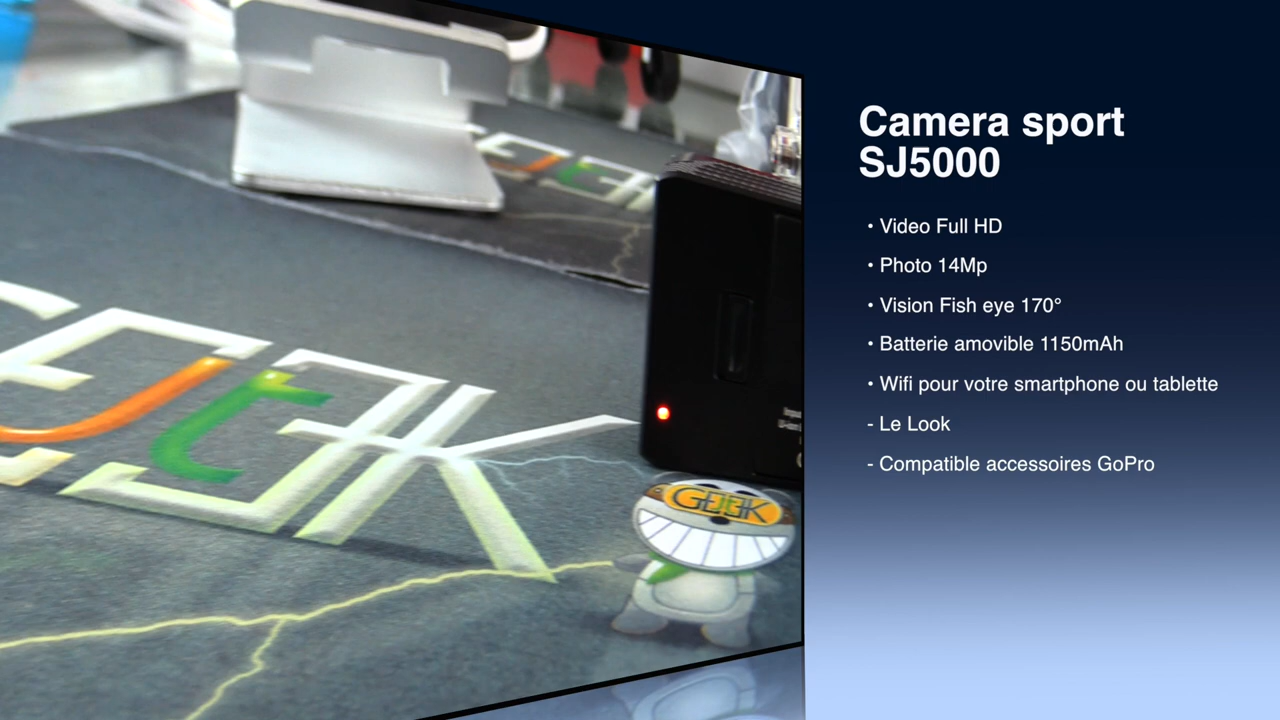 Camera sport
SJ5000
• Video Full HD
• Photo 14Mp
• Vision Fish eye 170°
• Batterie amovible 1150mAh
• Wifi pour votre smartphone ou tablette
- Le Look
- Compatible accessoires GoPro
GEEK